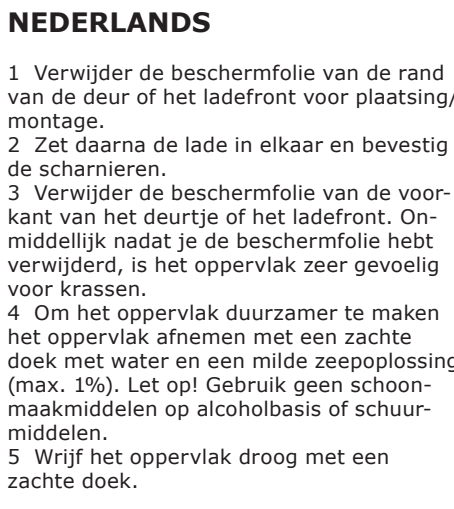 NEDERLANDS
1 Verwijder de beschermfolie van de rand
van de deur of het ladefront voor plaatsing/
montage.
2 Zet daarna de lade in elkaar en bevestig
de scharnieren.
3 Verwijder de beschermfolie van de voor-
kant van het deurtje of het ladefront. On-
middellijk nadat je de beschermfolie hebt
verwijderd, is het oppervlak zeer gevoelig
voor krassen.
4 Om het oppervlak duurzamer te maken
het oppervlak afnemen met een zachte
doek met water en een milde zeepoplossing
(max. 1%). Let op! Gebruik geen schoon-
maakmiddelen op alcoholbasis of schuur-
middelen.
5 Wrijf het oppervlak droog met een
zachte doek.